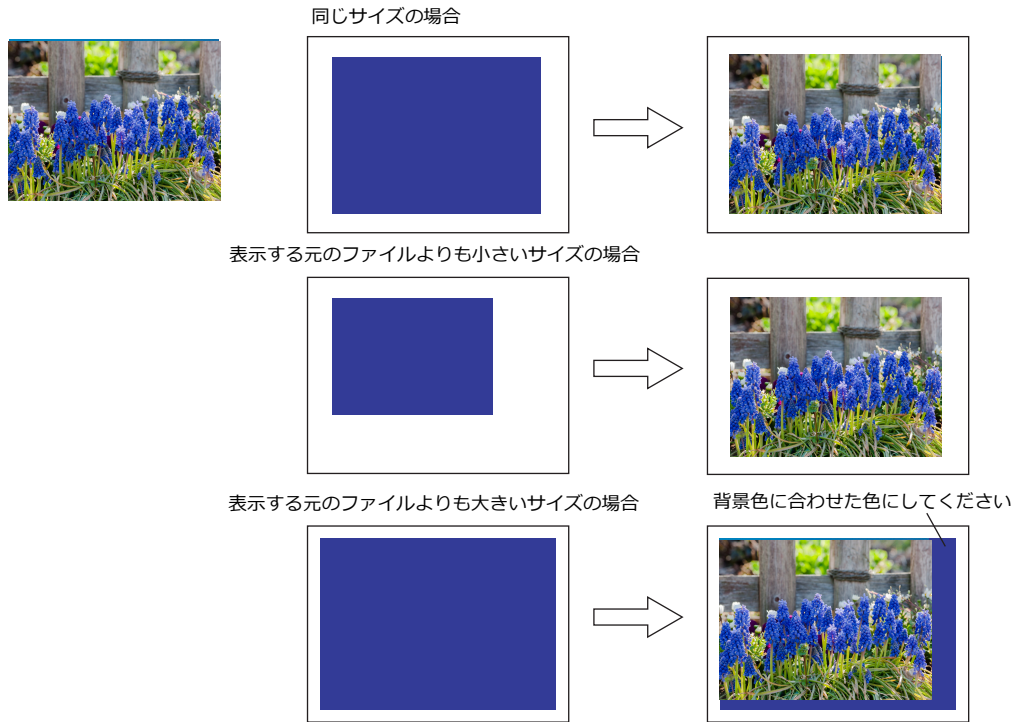 同じサイズの場合
表示する元のファイルよりも小さいサイズの場合
表示する元のファイルよりも大きいサイズの場合
背景色に合わせた色にしてください